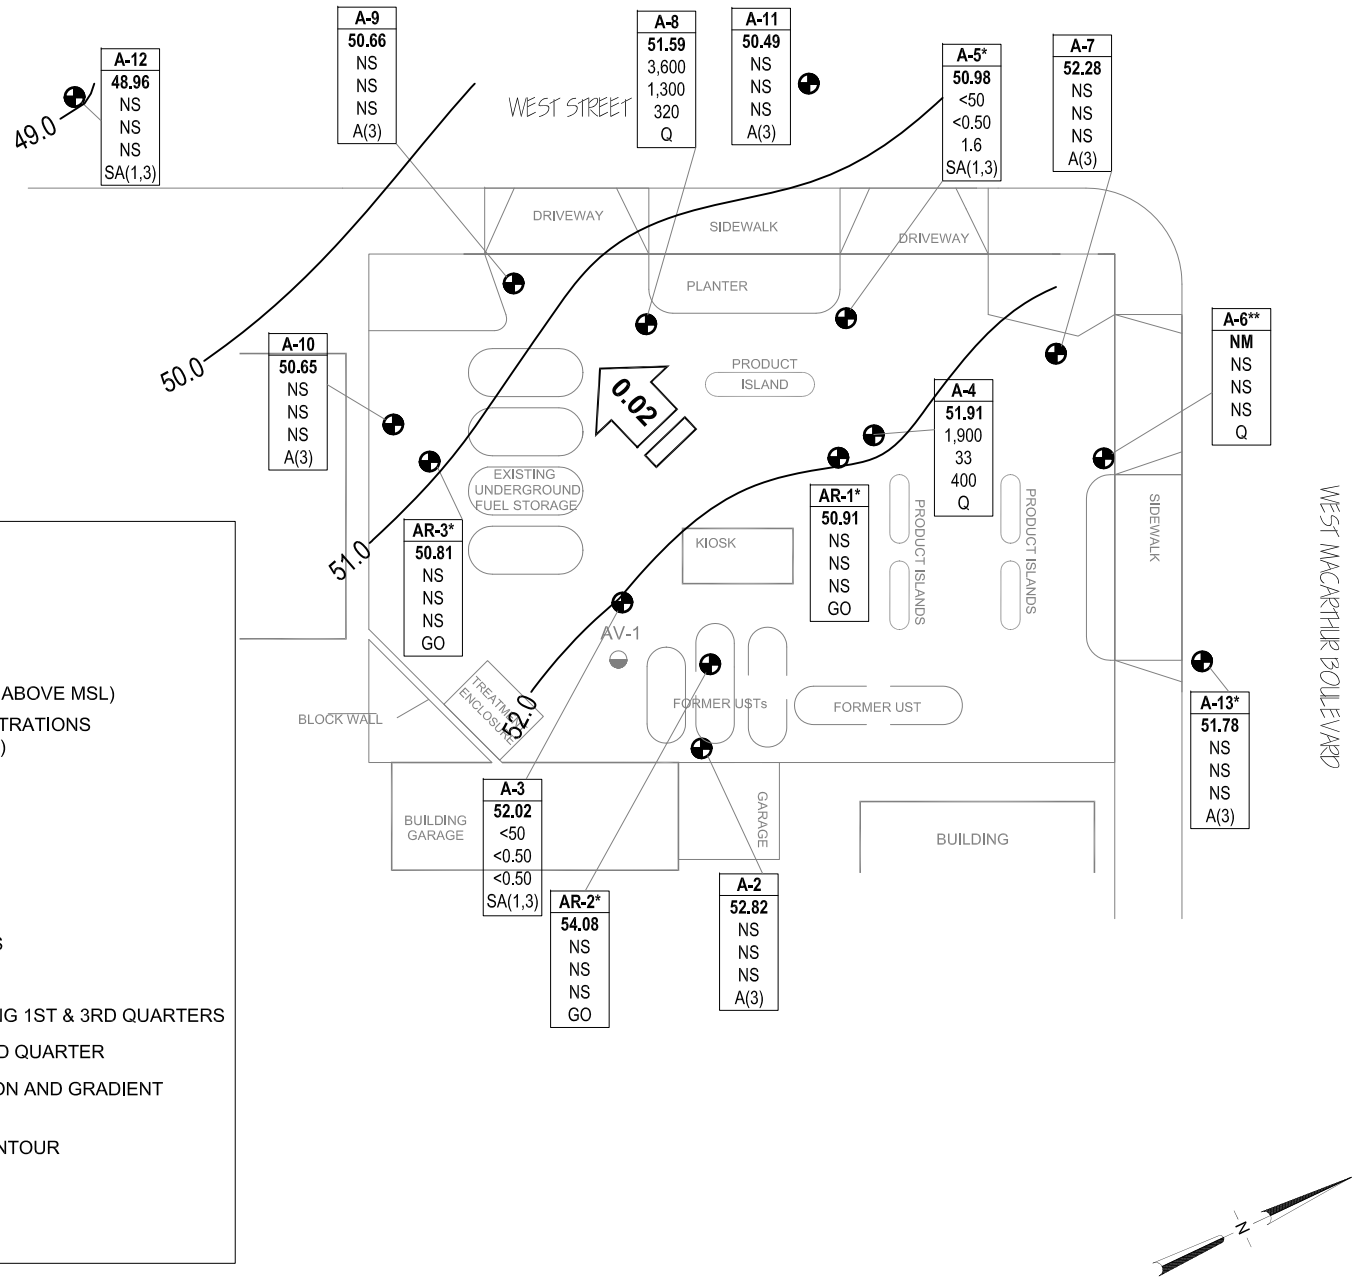 A-12
48.96
NS
NS
NS
SA(1,3)
49.0
A-9
50.66
NS
NS
NS
A(3)
WEST STREET
A-8
51.59
3,600
1,300
320
Q
A-11
50.49
NS
NS
NS
A(3)
A-5*
50.98
<50
<0.50
1.6
SA(1,3)
A-7
52.28
NS
NS
NS
A(3)
DRIVEWAY
SIDEWALK
DRIVEWAY
PLANTER
A-6**
NM
NS
NS
NS
Q
50.0
A-10
50.65
NS
NS
NS
A(3)
0.02
PRODUCT
ISLAND
A-4
51.91
1,900
33
400
Q
EXISTING
UNDERGROUND
FUEL STORAGE
AR-3*
50.81
NS
NS
NS
GO
51.0
KIOSK
AR-1*
50.91
NS
NS
NS
GO
PRODUCT ISLANDS
PRODUCT ISLANDS
SIDEWALK
WEST MACARTHUR BOULEVARD
AV-1
TREATMENT
ENCLOSURE
52.0
BLOCK WALL
FORMER USTs
FORMER UST
A-13*
51.78
NS
NS
NS
A(3)
BUILDING
GARAGE
A-3
52.02
<50
<0.50
<0.50
SA(1,3)
GARAGE
BUILDING
AR-2*
54.08
NS
NS
NS
GO
A-2
52.82
NS
NS
NS
A(3)
ABOVE MSL)
TRATIONS
)
S
NG 1ST & 3RD QUARTERS
D QUARTER
ON AND GRADIENT
NTOUR
N